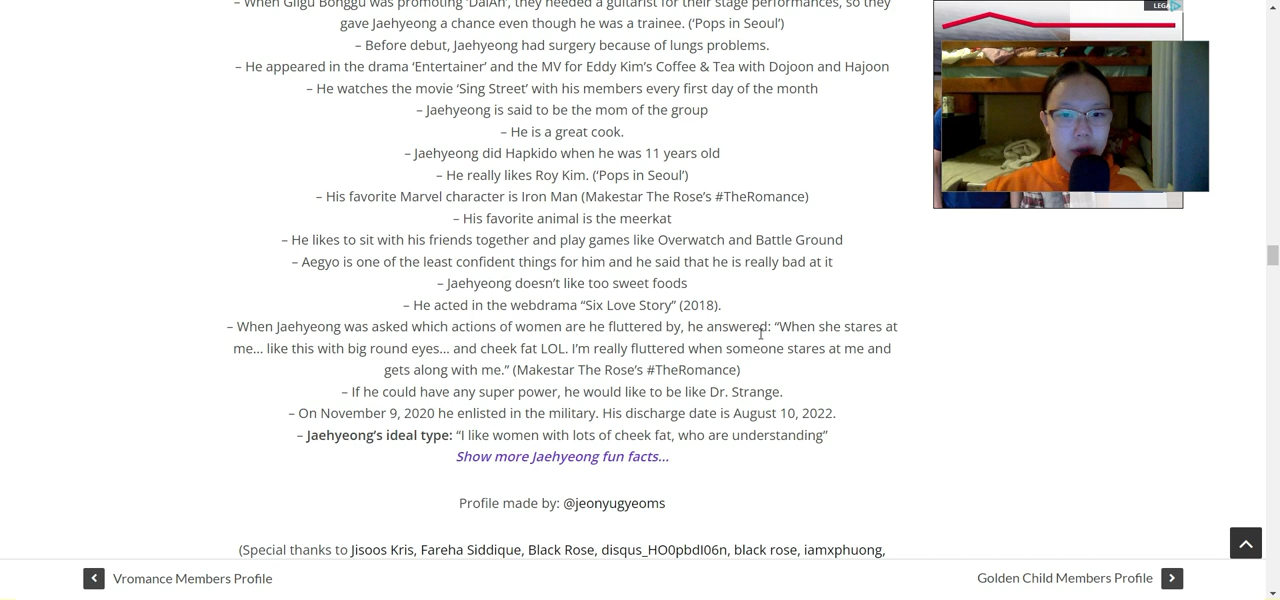 – When Gilgu Bonggu was promoting ‘DalAh’, they needed a guitarist for their stage performances, so they
gave Jaehyeong a chance even though he was a trainee. (‘Pops in Seoul’)
– Before debut, Jaehyeong had surgery because of lungs problems.
– He appeared in the drama ‘Entertainer’ and the MV for Eddy Kim’s Coffee & Tea with Dojoon and Hajoon
– He watches the movie ‘Sing Street’ with his members every first day of the month
– Jaehyeong is said to be the mom of the group
– He is a great cook.
– Jaehyeong did Hapkido when he was 11 years old
– He really likes Roy Kim. (‘Pops in Seoul’)
– His favorite Marvel character is Iron Man (Makestar The Rose’s #TheRomance)
– His favorite animal is the meerkat
– He likes to sit with his friends together and play games like Overwatch and Battle Ground
– Aegyo is one of the least confident things for him and he said that he is really bad at it
– Jaehyeong doesn’t like too sweet foods
– He acted in the webdrama “Six Love Story” (2018).
– When Jaehyeong was asked which actions of women are he fluttered by, he answered: “When she stares at
me… like this with big round eyes… and cheek fat LOL. I’m really fluttered when someone stares at me and
gets along with me.” (Makestar The Rose’s #TheRomance)
– If he could have any super power, he would like to be like Dr. Strange.
– On November 9, 2020 he enlisted in the military. His discharge date is August 10, 2022.
– Jaehyeong’s ideal type: “I like women with lots of cheek fat, who are understanding”
Show more Jaehyeong fun facts…
Profile made by: @jeonyugyeoms
(Special thanks to Jisoos Kris, Fareha Siddique, Black Rose, disqus_HO0pbdI06n, black rose, iamxphuong,
Vromance Members Profile
Golden Child Members Profile